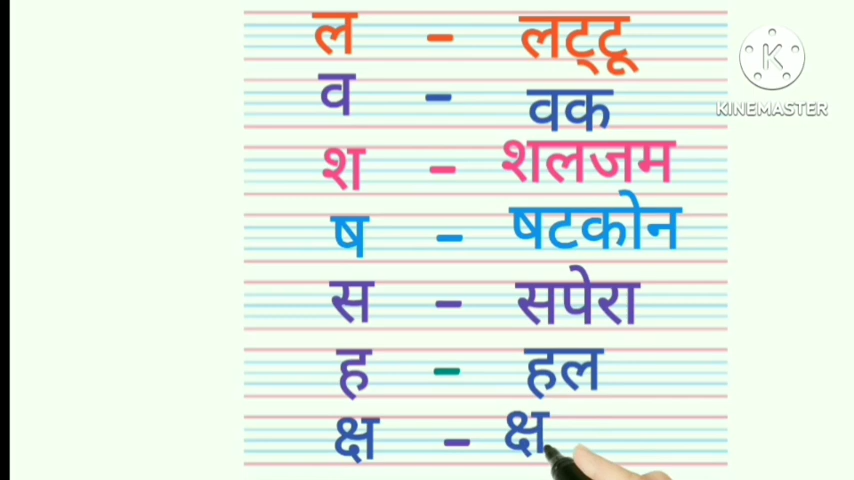 ल - लट्टू
व - वक
श - शलजम
ष - षटकोन
स - सपेरा
ह - हल
क्ष - क्ष
KINEMASTER